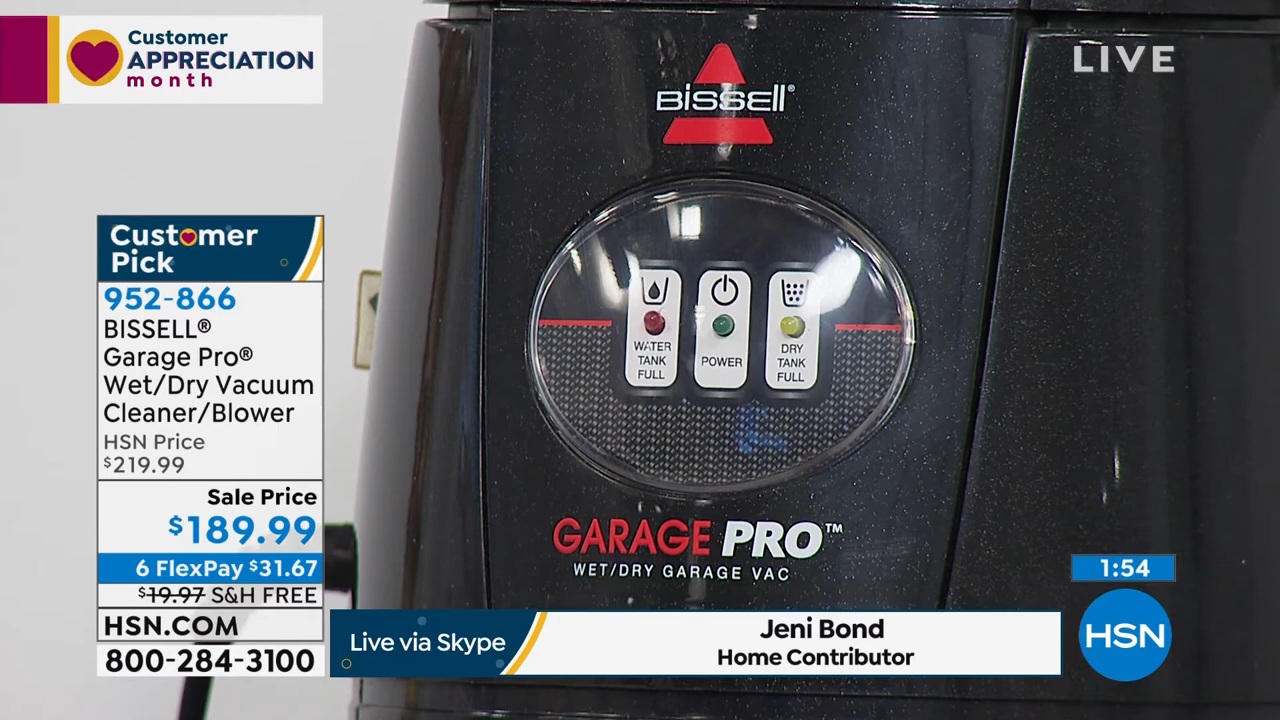 Customer
APPRECIATION
month
LIVE
BISSELL®
WATER
TANK
FULL
POWER
DRY
TANK
FULL
GARAGE PRO™
WET/DRY GARAGE VAC
Customer
Pick
952-866
BISSELL®
Garage Pro®
Wet/Dry Vacuum
Cleaner/Blower
HSN Price
$219.99
Sale Price
$189.99
6 FlexPay $31.67
$19.97 S&H FREE
HSN.COM
800-284-3100
Live via Skype
Jeni Bond
Home Contributor
1:54
HSN